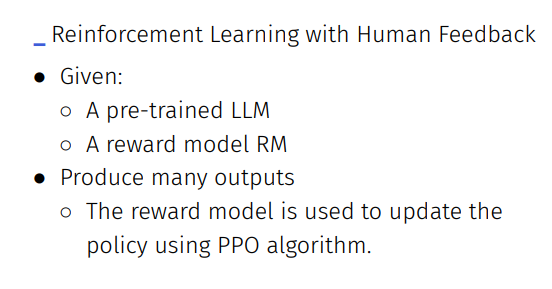 _ Reinforcement Learning with Human Feedback
● Given:
○ A pre-trained LLM
○ A reward model RM
● Produce many outputs
○ The reward model is used to update the
policy using PPO algorithm.